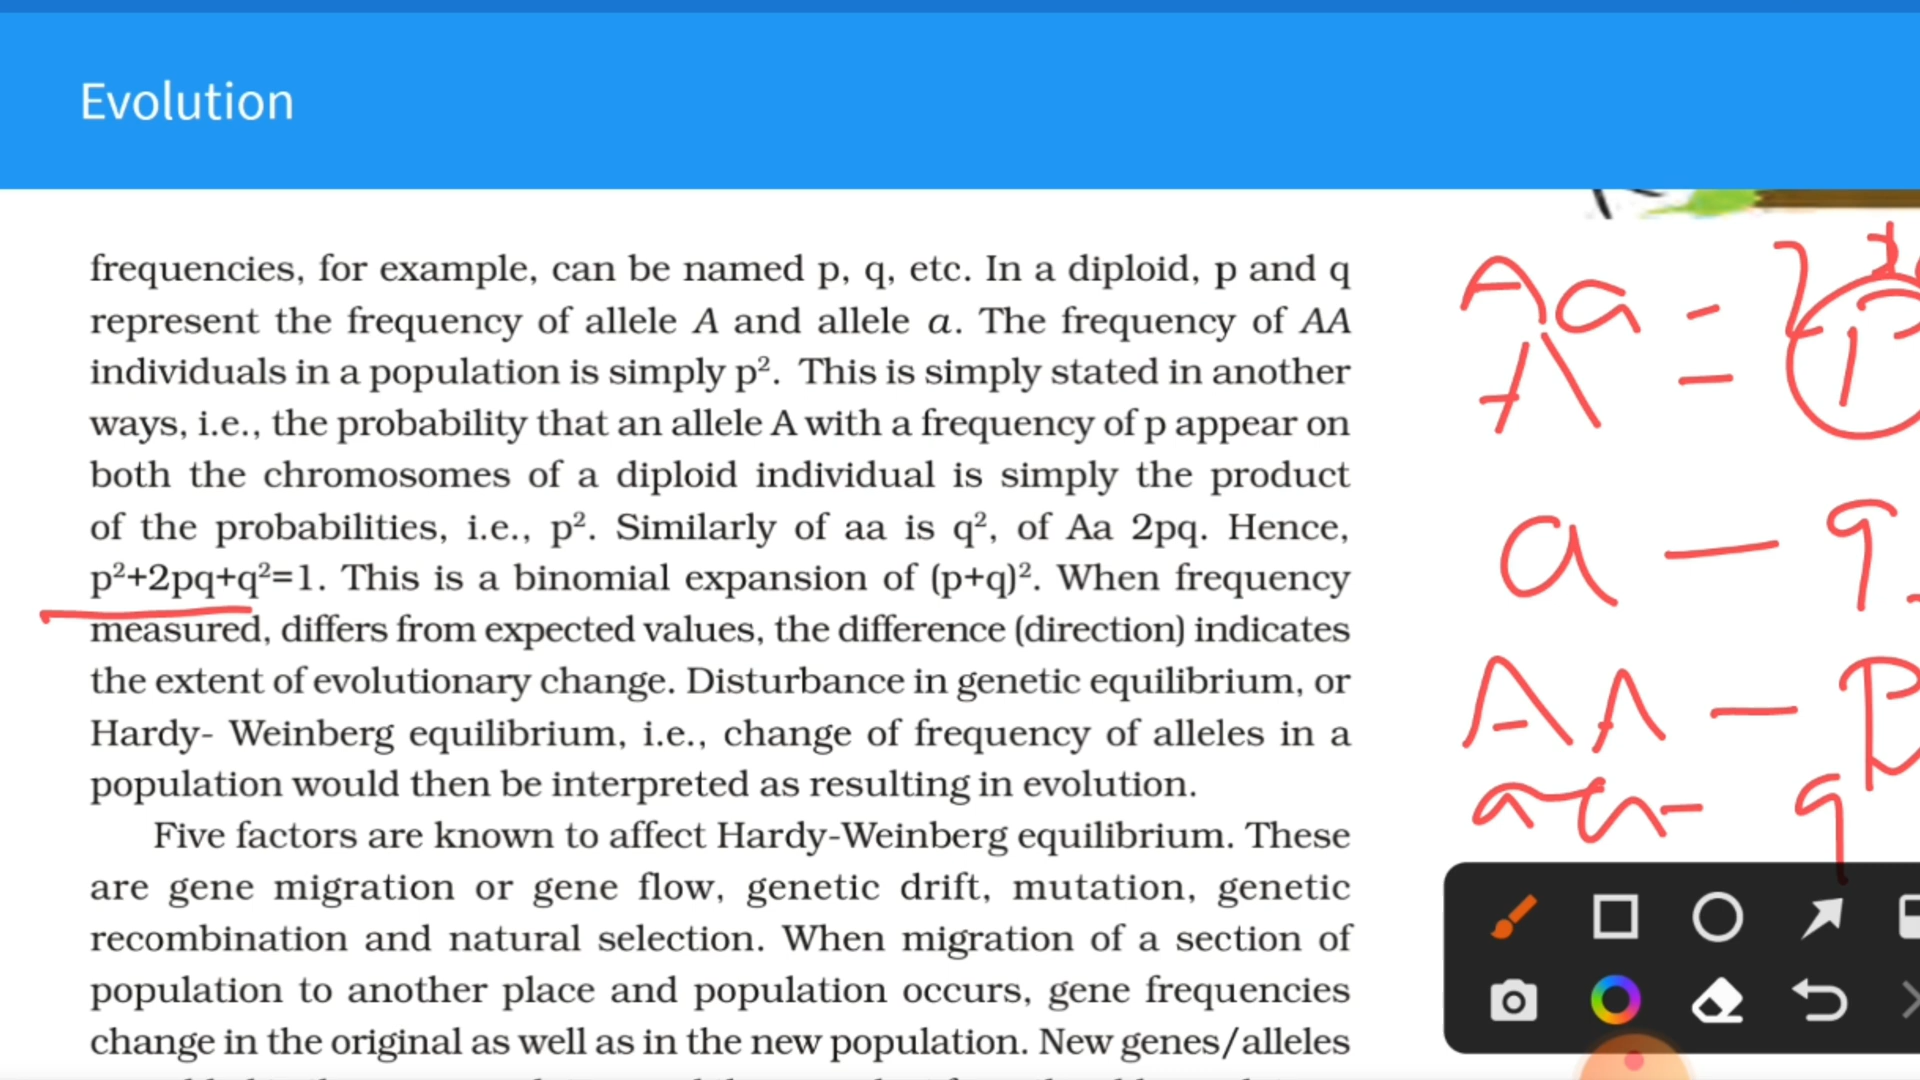 Evolution
frequencies, for example, can be named p, q, etc. In a diploid, p and q
represent the frequency of allele A and allele a. The frequency of AA
individuals in a population is simply p². This is simply stated in another
ways, i.e., the probability that an allele A with a frequency of p appear on
both the chromosomes of a diploid individual is simply the product
of the probabilities, i.e., p². Similarly of aa is q², of Aa 2pq. Hence,
p²+2pq+q²=1. This is a binomial expansion of (p+q)². When frequency
measured, differs from expected values, the difference (direction) indicates
the extent of evolutionary change. Disturbance in genetic equilibrium, or
Hardy- Weinberg equilibrium, i.e., change of frequency of alleles in a
population would then be interpreted as resulting in evolution.
Five factors are known to affect Hardy-Weinberg equilibrium. These
are gene migration or gene flow, genetic drift, mutation, genetic
recombination and natural selection. When migration of a section of
population to another place and population occurs, gene frequencies
change in the original as well as in the new population. New genes/alleles
Aa = 2
A =
a — q
AA — P
aa - q